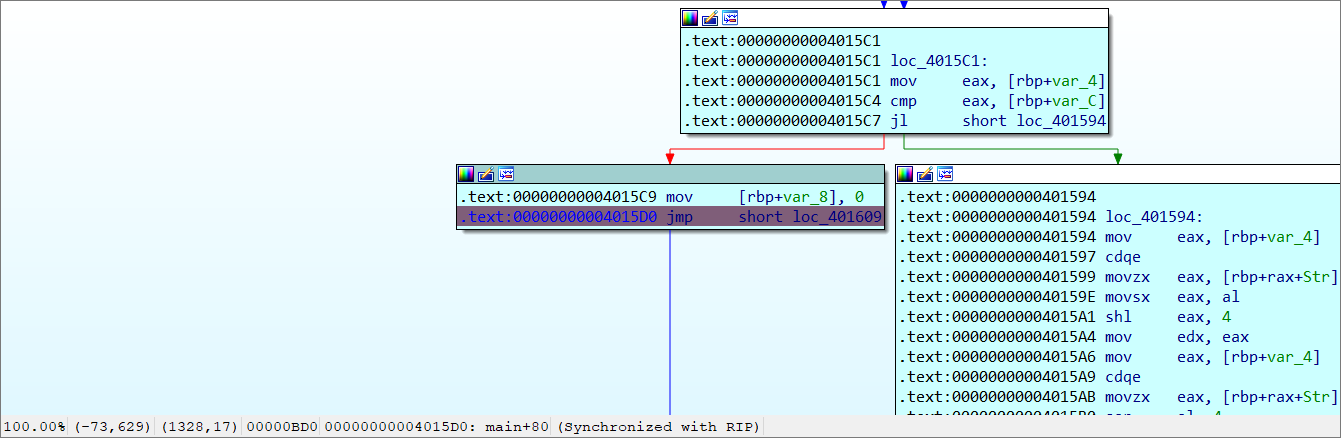 .text:00000000004015C1
.text:00000000004015C1 loc_4015C1:
.text:00000000004015C1 mov eax, [rbp+var_4]
.text:00000000004015C4 cmp eax, [rbp+var_C]
.text:00000000004015C7 jl short loc_401594
.text:00000000004015C9 mov [rbp+var_8], 0
.text:00000000004015D0 jmp short loc_401609
.text:0000000000401594
.text:0000000000401594 loc_401594:
.text:0000000000401594 mov eax, [rbp+var_4]
.text:0000000000401597 cdqe
.text:0000000000401599 movzx eax, [rbp+rax+Str]
.text:000000000040159E movsx eax, al
.text:00000000004015A1 shl eax, 4
.text:00000000004015A4 mov edx, eax
.text:00000000004015A6 mov eax, [rbp+var_4]
.text:00000000004015A9 cdqe
.text:00000000004015AB movzx eax, [rbp+rax+Str]
100.00% (-73,629) (1328,17) 00000BD0 00000000004015D0: main+80 (Synchronized with RIP)